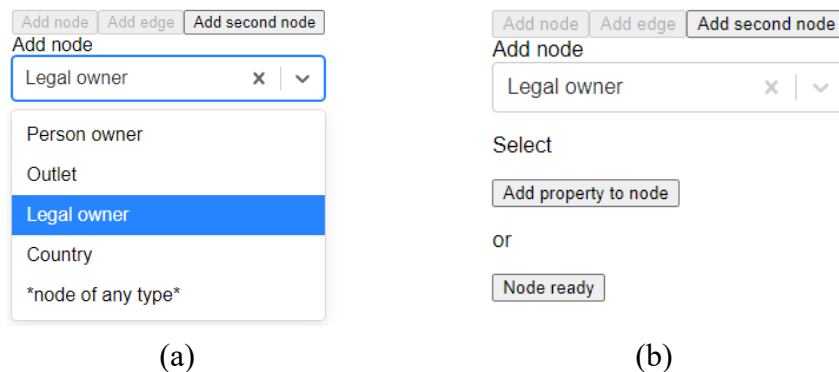 Add node Add edge Add second node
Add node
Legal owner
Person owner
Outlet
Legal owner
Country
*node of any type*
(a)
Add node Add edge Add second node
Add node
Legal owner
Select
Add property to node
or
Node ready
(b)